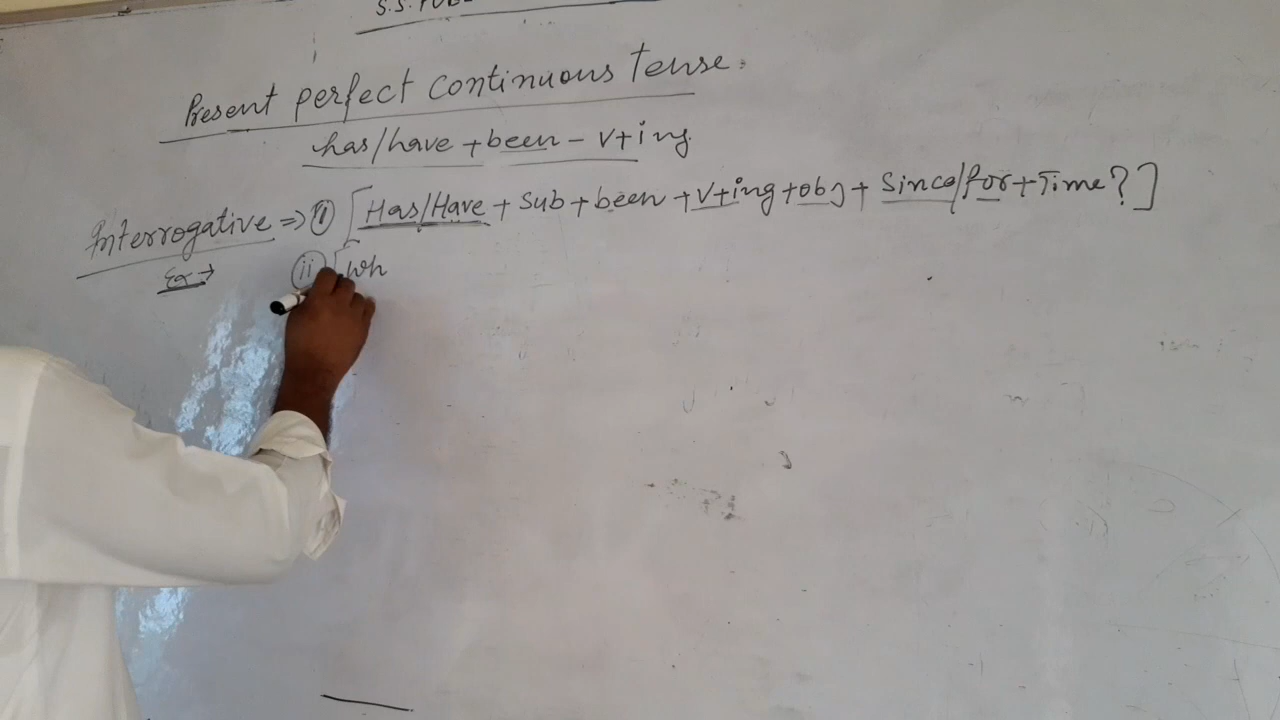 S.S.
Present perfect continuous tense.
has/have + been - V+ing
Interrogative => (i) [Has/Have + Sub + been + V+ing + obj + Since/for + Time?]
Ex → (ii) [Wh